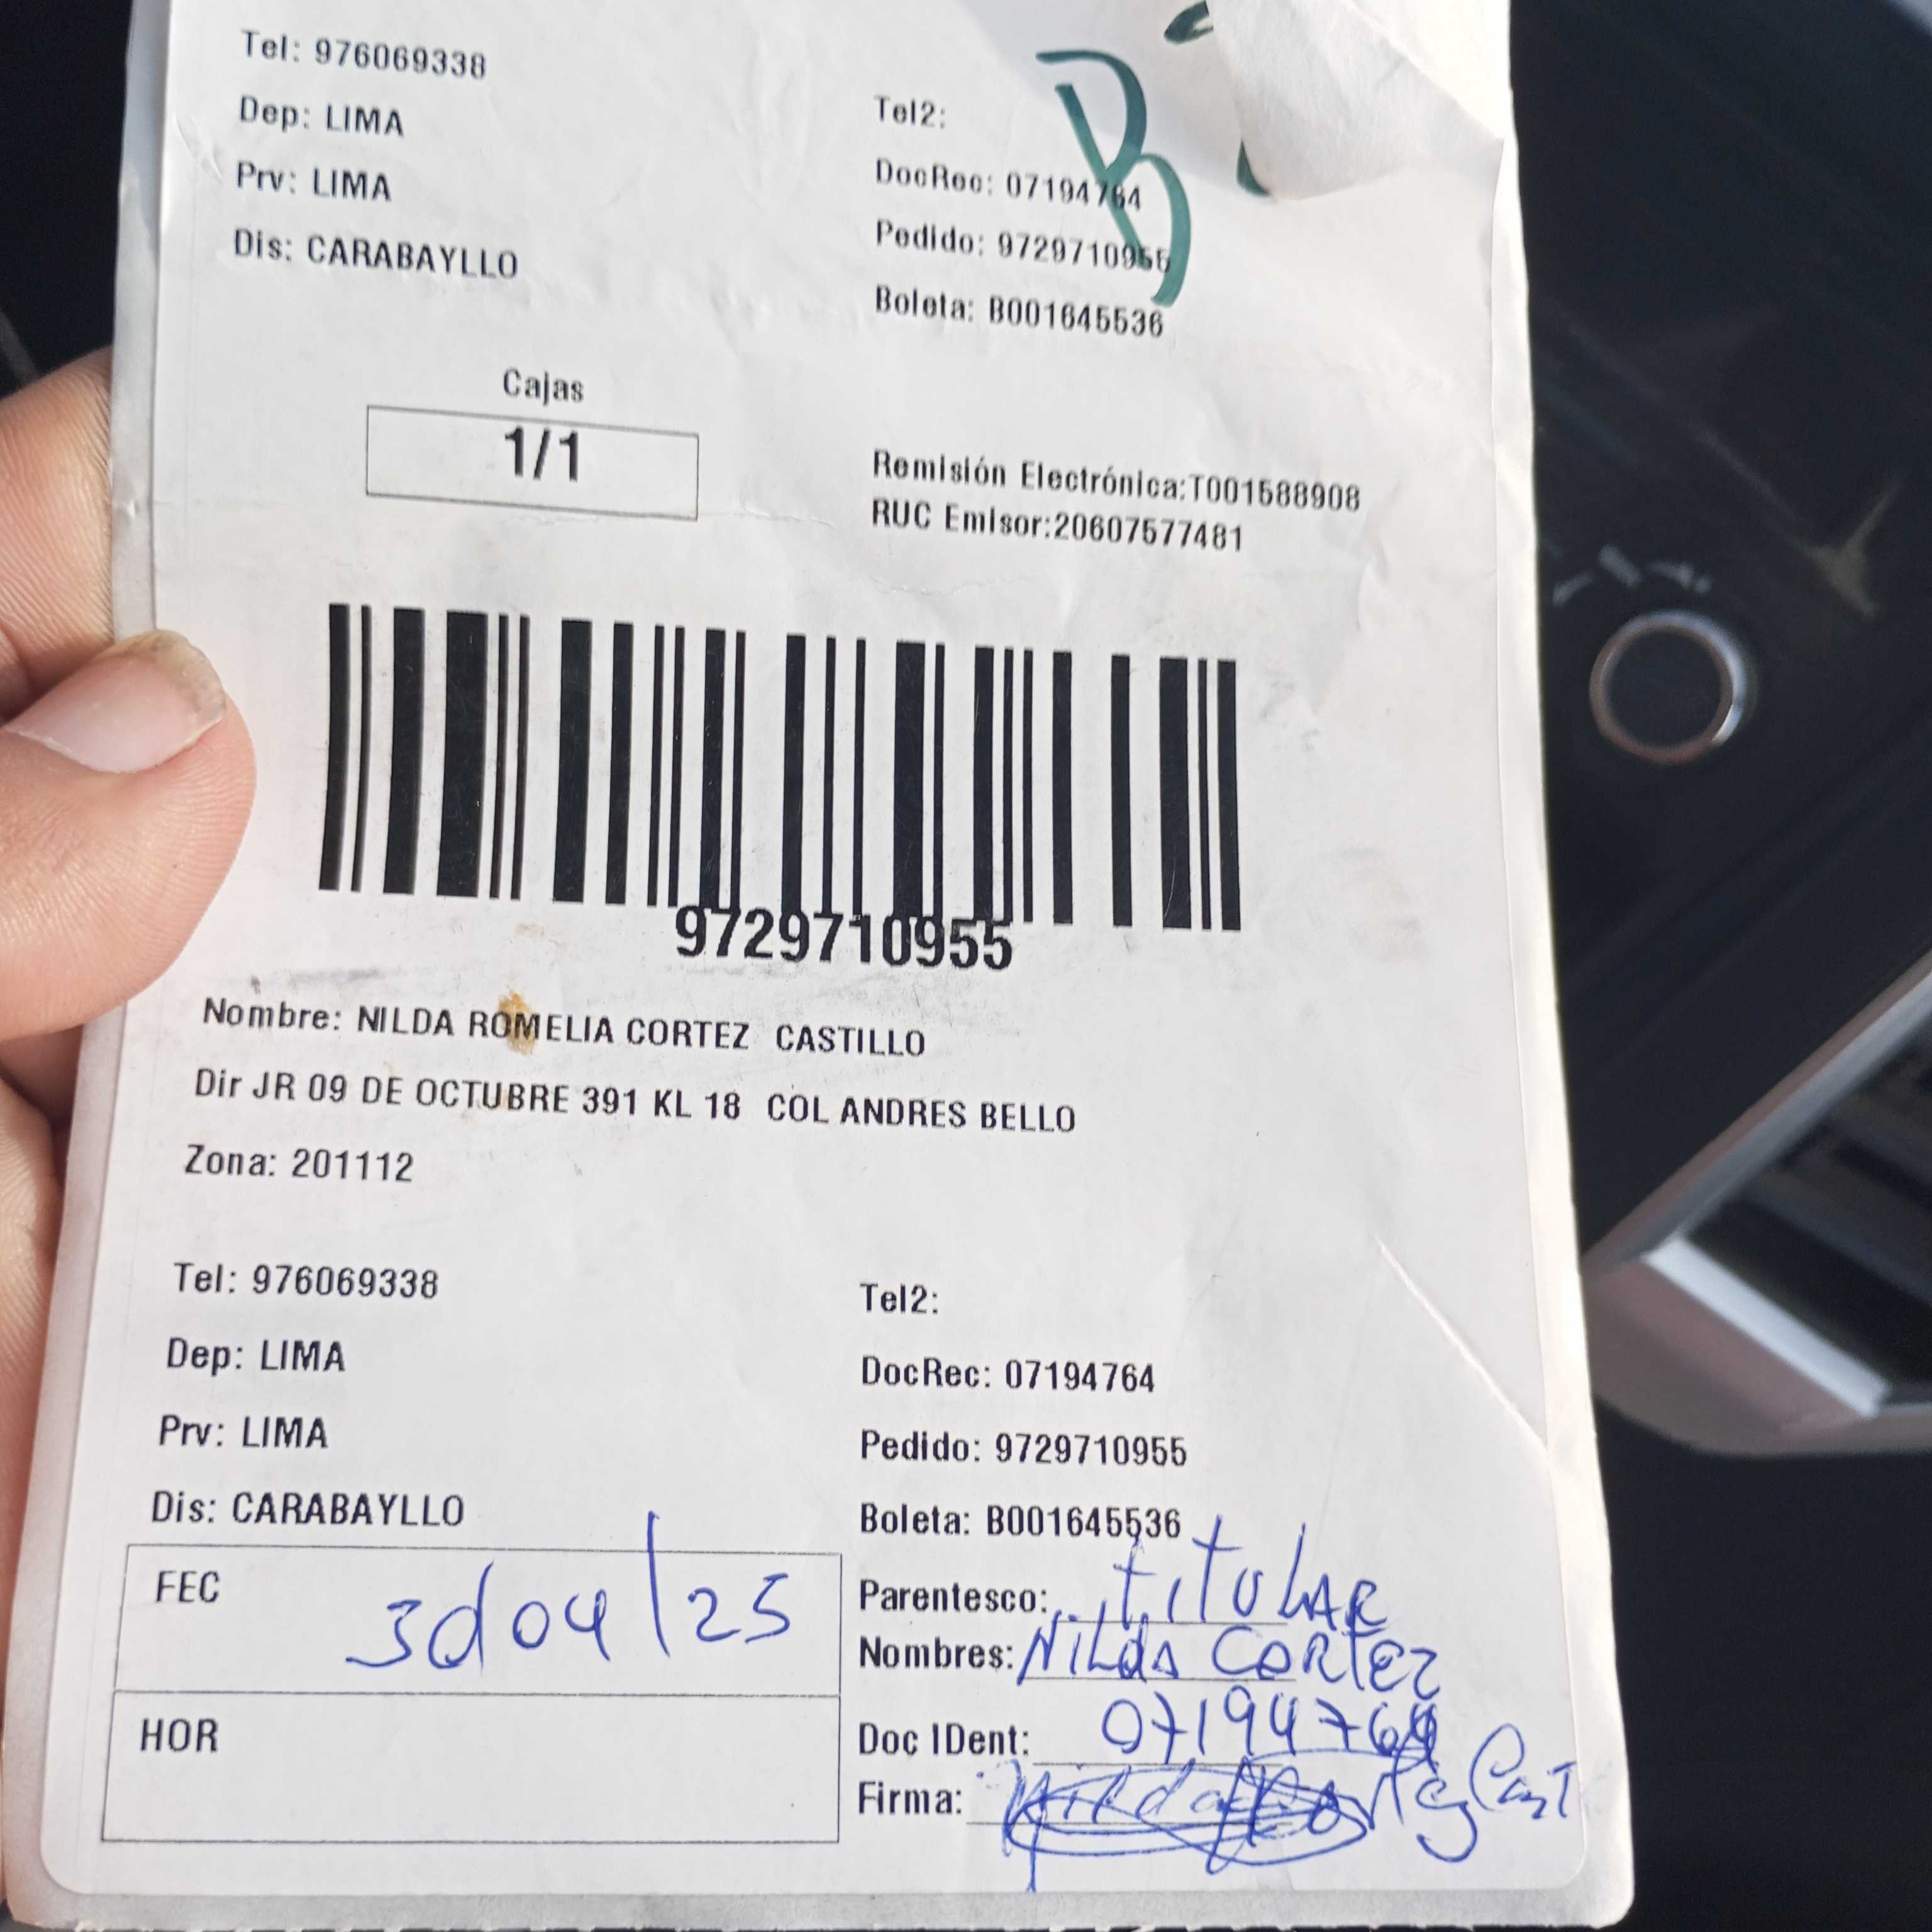 Tel: 976069338
Dep: LIMA
Prv: LIMA
Dis: CARABAYLLO
Tel2:
DocRec: 07194764
Pedido: 9729710955
Boleta: B001645536
Cajas
1/1
Remisión Electrónica:T001588908
RUC Emisor:20607577481
9729710955
Nombre: NILDA ROMELIA CORTEZ CASTILLO
Dir JR 09 DE OCTUBRE 391 KL 18 COL ANDRES BELLO
Zona: 201112
Tel: 976069338
Dep: LIMA
Prv: LIMA
Dis: CARABAYLLO
Tel2:
DocRec: 07194764
Pedido: 9729710955
Boleta: B001645536
FEC 3d04/25
HOR
Parentesco: TITULAR
Nombres: Nilda CORTEZ
Doc IDent: 07194764
Firma: Nilda